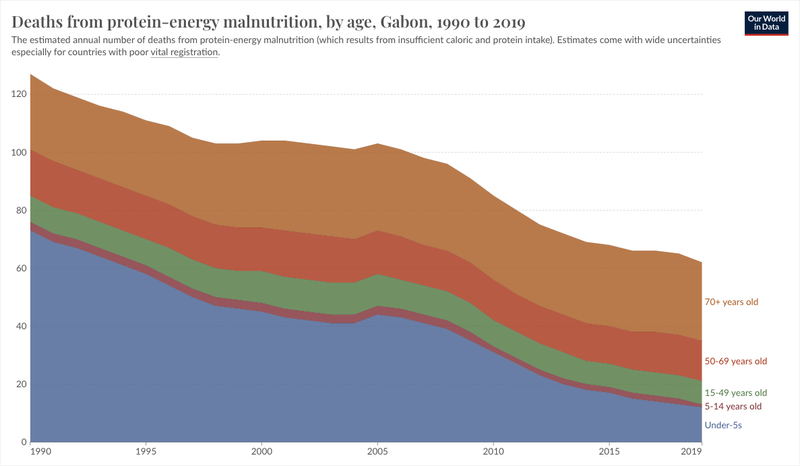 Deaths from protein-energy malnutrition, by age, Gabon, 1990 to 2019
Our World
in Data
The estimated annual number of deaths from protein-energy malnutrition (which results from insufficient caloric and protein intake). Estimates come with wide uncertainties
especially for countries with poor vital registration.
120
100
80
60
40
20
0
70+ years old
50-69 years old
15-49 years old
5-14 years old
Under-5s
1990
1995
2000
2005
2010
2015
2019